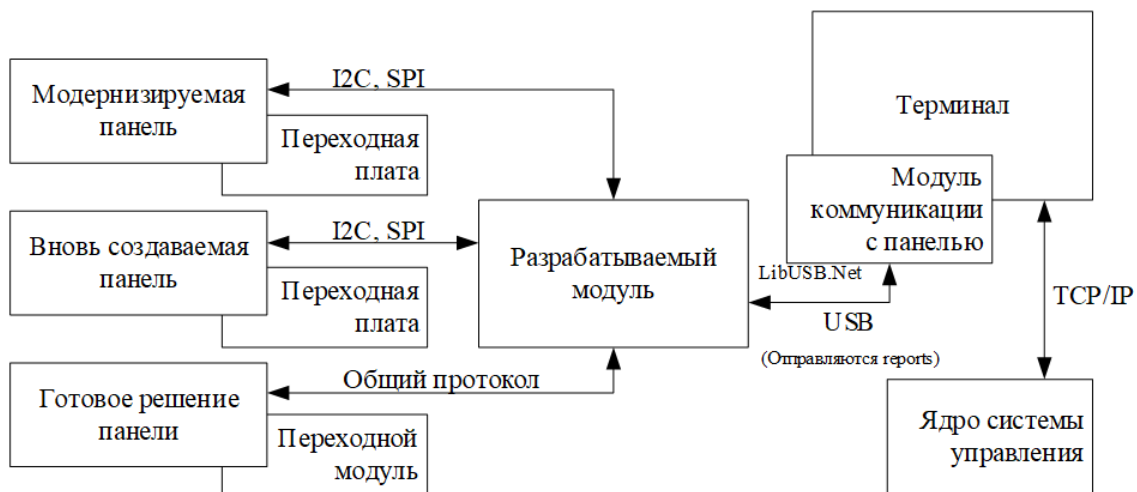 Модернизируемая
панель
I2C, SPI
Переходная
плата
Вновь создаваемая
панель
I2C, SPI
Переходная
плата
Готовое решение
панели
Общий протокол
Переходной
модуль
Разрабатываемый
модуль
Терминал
Модуль
коммуникации
с панелью
LibUSB.Net
USB
(Отправляются reports)
TCP/IP
Ядро системы
управления